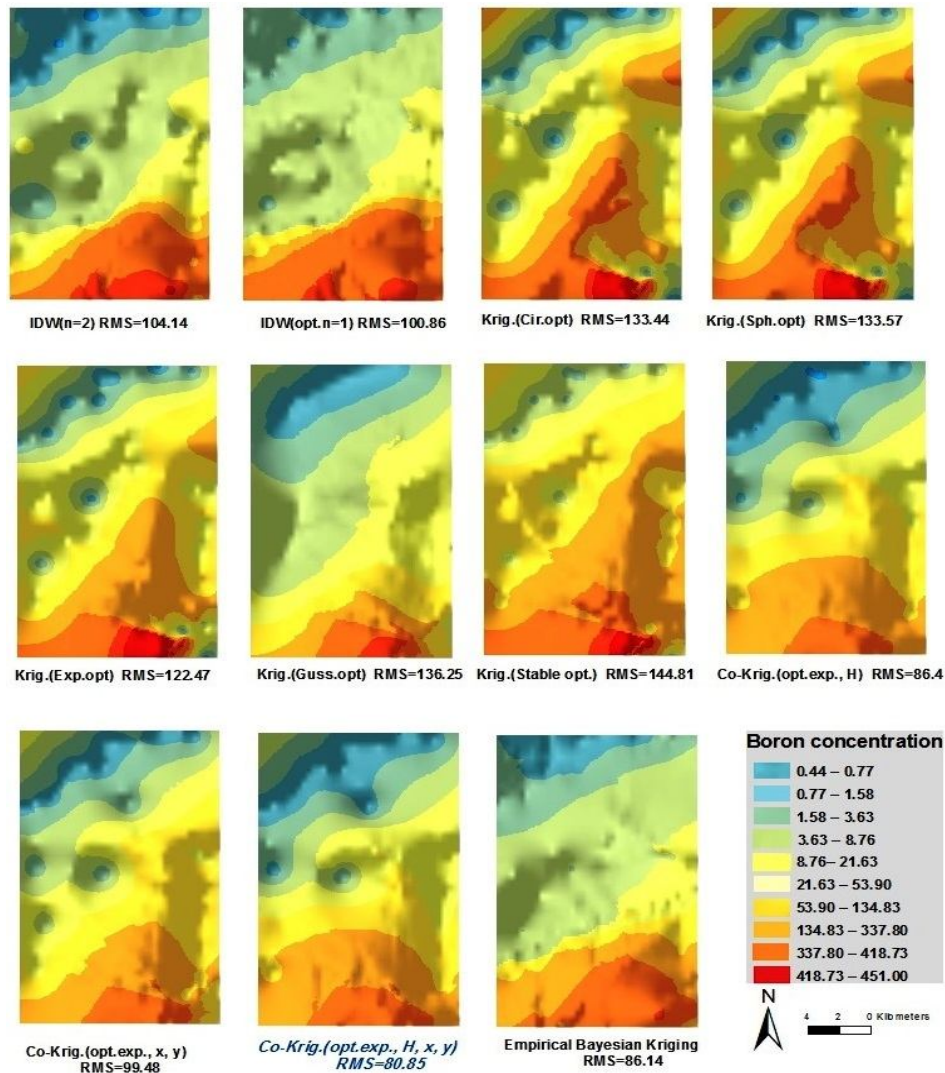 IDW(n=2) RMS=104.14
IDW(opt.n=1) RMS=100.86
Krig.(Cir.opt) RMS=133.44
Krig.(Sph.opt) RMS=133.57
Krig.(Exp.opt) RMS=122.47
Krig.(Guss.opt) RMS=136.25
Krig.(Stable opt.) RMS=144.81
Co-Krig.(opt.exp., H) RMS=86.4
Co-Krig.(opt.exp., x, y)
RMS=99.48
Co-Krig.(opt.exp., H, x, y)
RMS=80.85
Empirical Bayesian Kriging
RMS=86.14
Boron concentration
0.44 – 0.77
0.77 – 1.58
1.58 – 3.63
3.63 – 8.76
8.76– 21.63
21.63 – 53.90
53.90 – 134.83
134.83 – 337.80
337.80 – 418.73
418.73 – 451.00
N
4 2 0 Kilometers